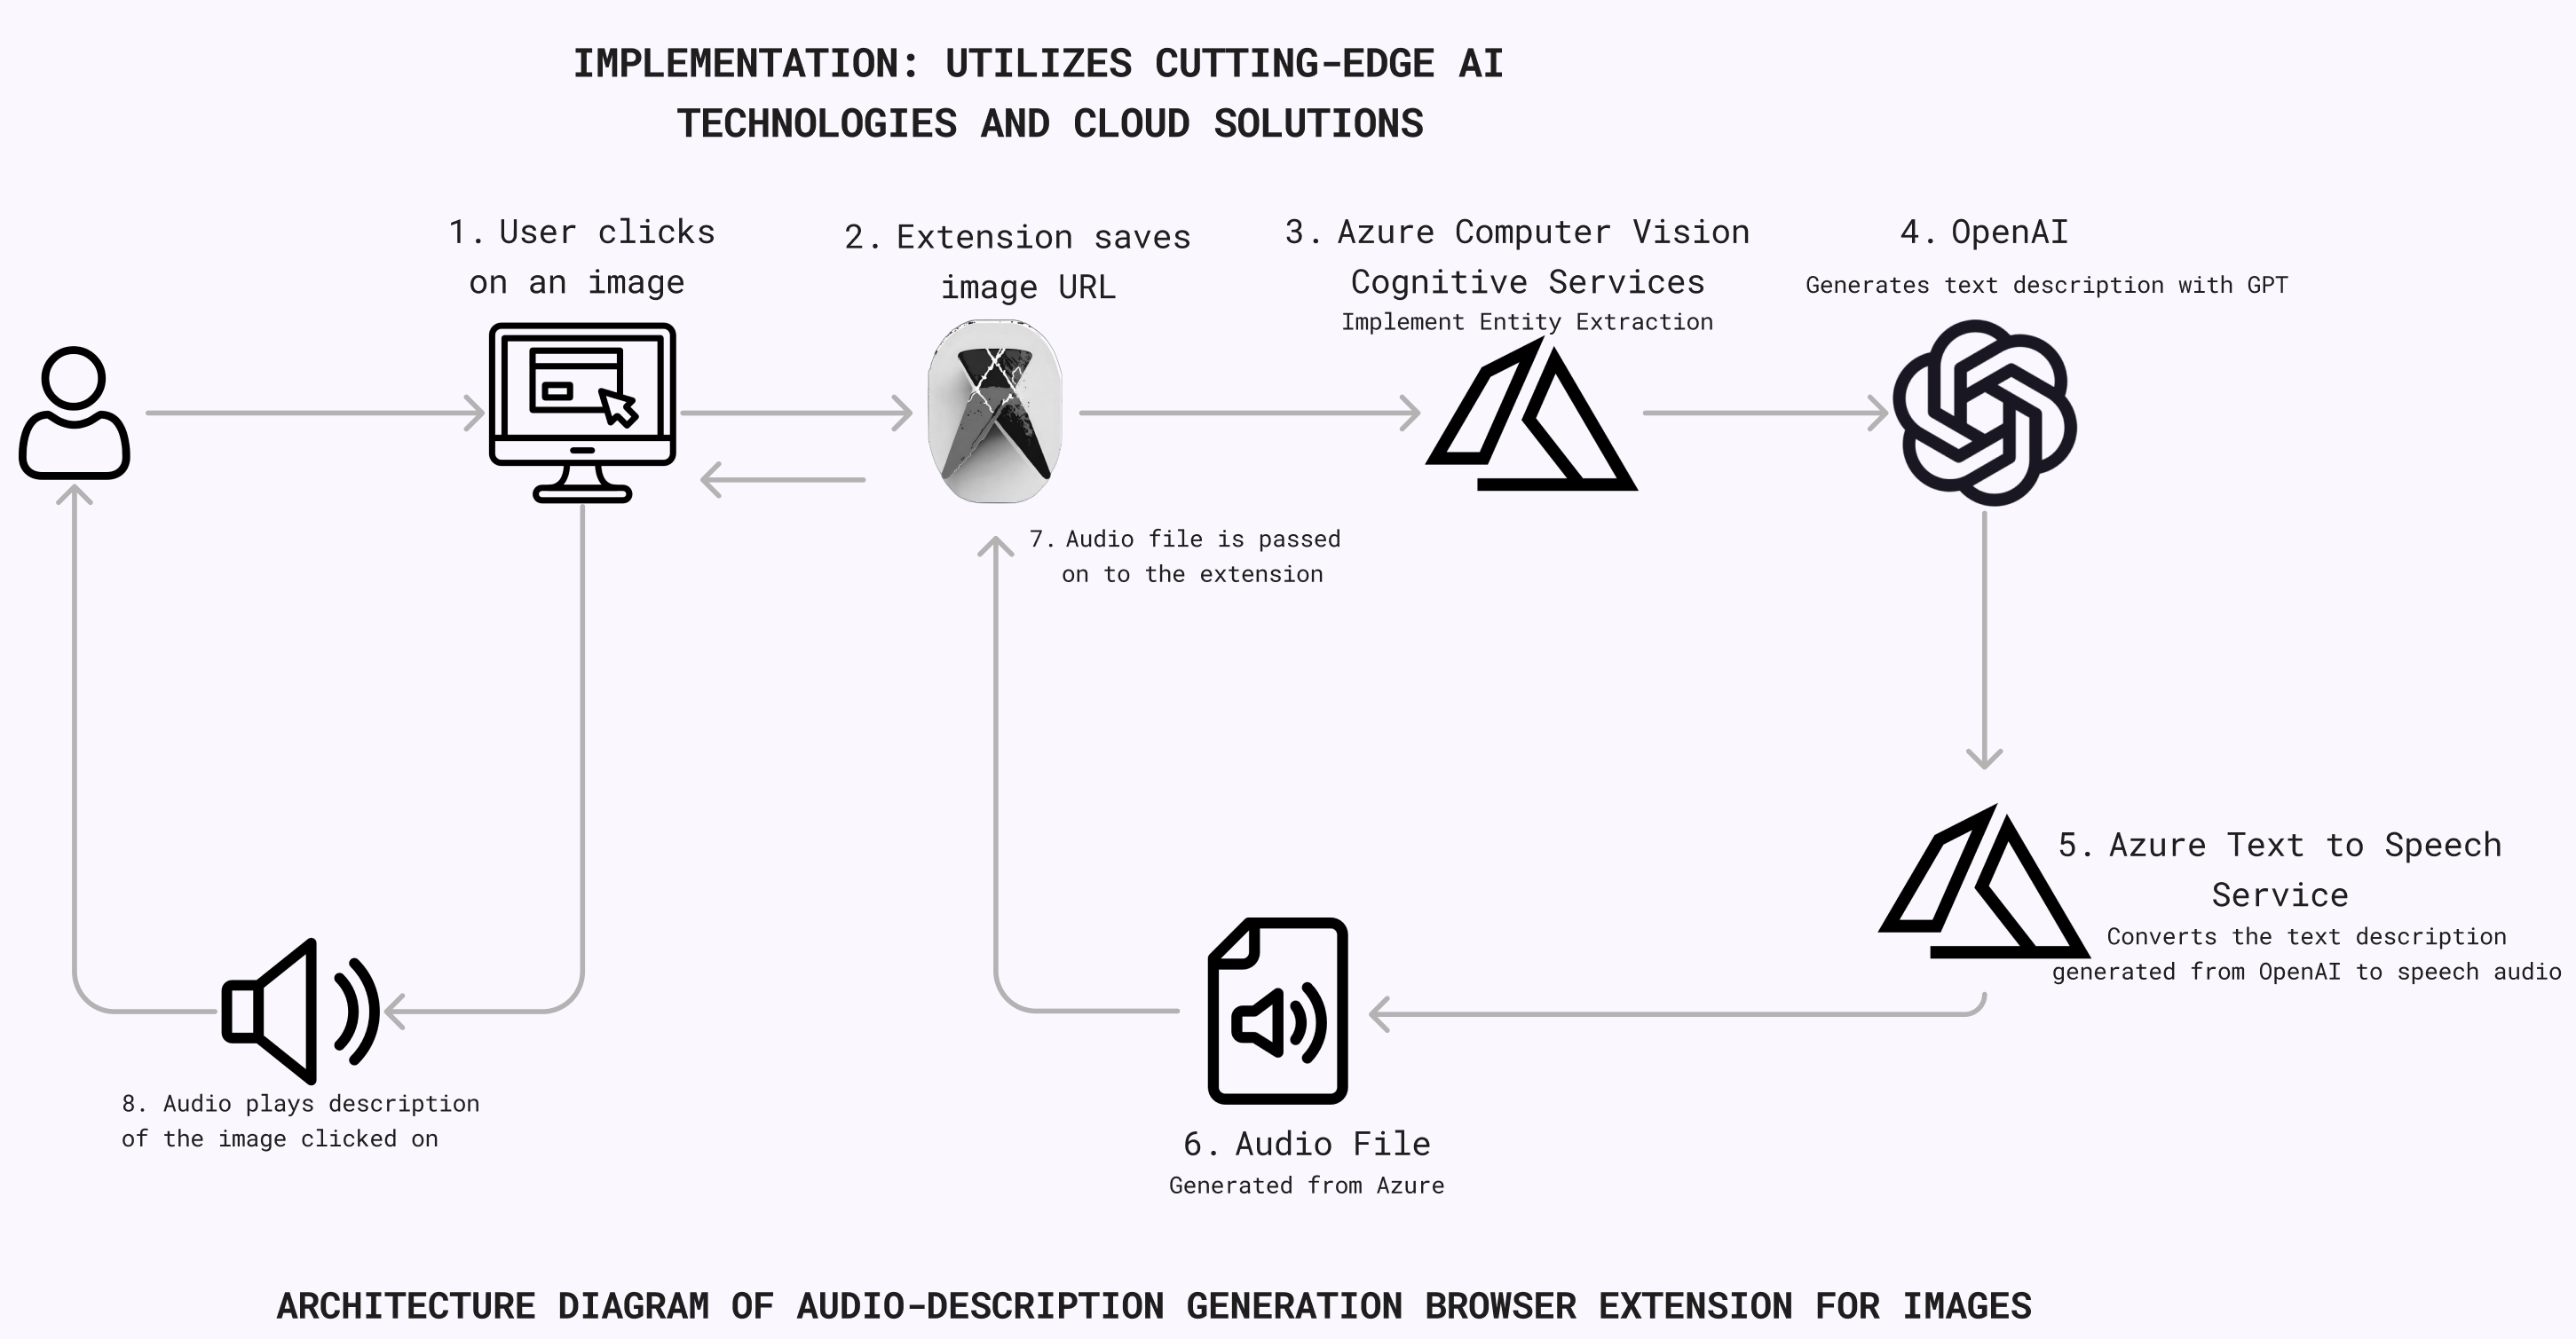 IMPLEMENTATION: UTILIZES CUTTING-EDGE AI
TECHNOLOGIES AND CLOUD SOLUTIONS
1. User clicks
on an image
2. Extension saves
image URL
3. Azure Computer Vision
Cognitive Services
Implement Entity Extraction
4. OpenAI
Generates text description with GPT
5. Azure Text to Speech
Service
Converts the text description
generated from OpenAI to speech audio
6. Audio File
Generated from Azure
7. Audio file is passed
on to the extension
8. Audio plays description
of the image clicked on
ARCHITECTURE DIAGRAM OF AUDIO-DESCRIPTION GENERATION BROWSER EXTENSION FOR IMAGES